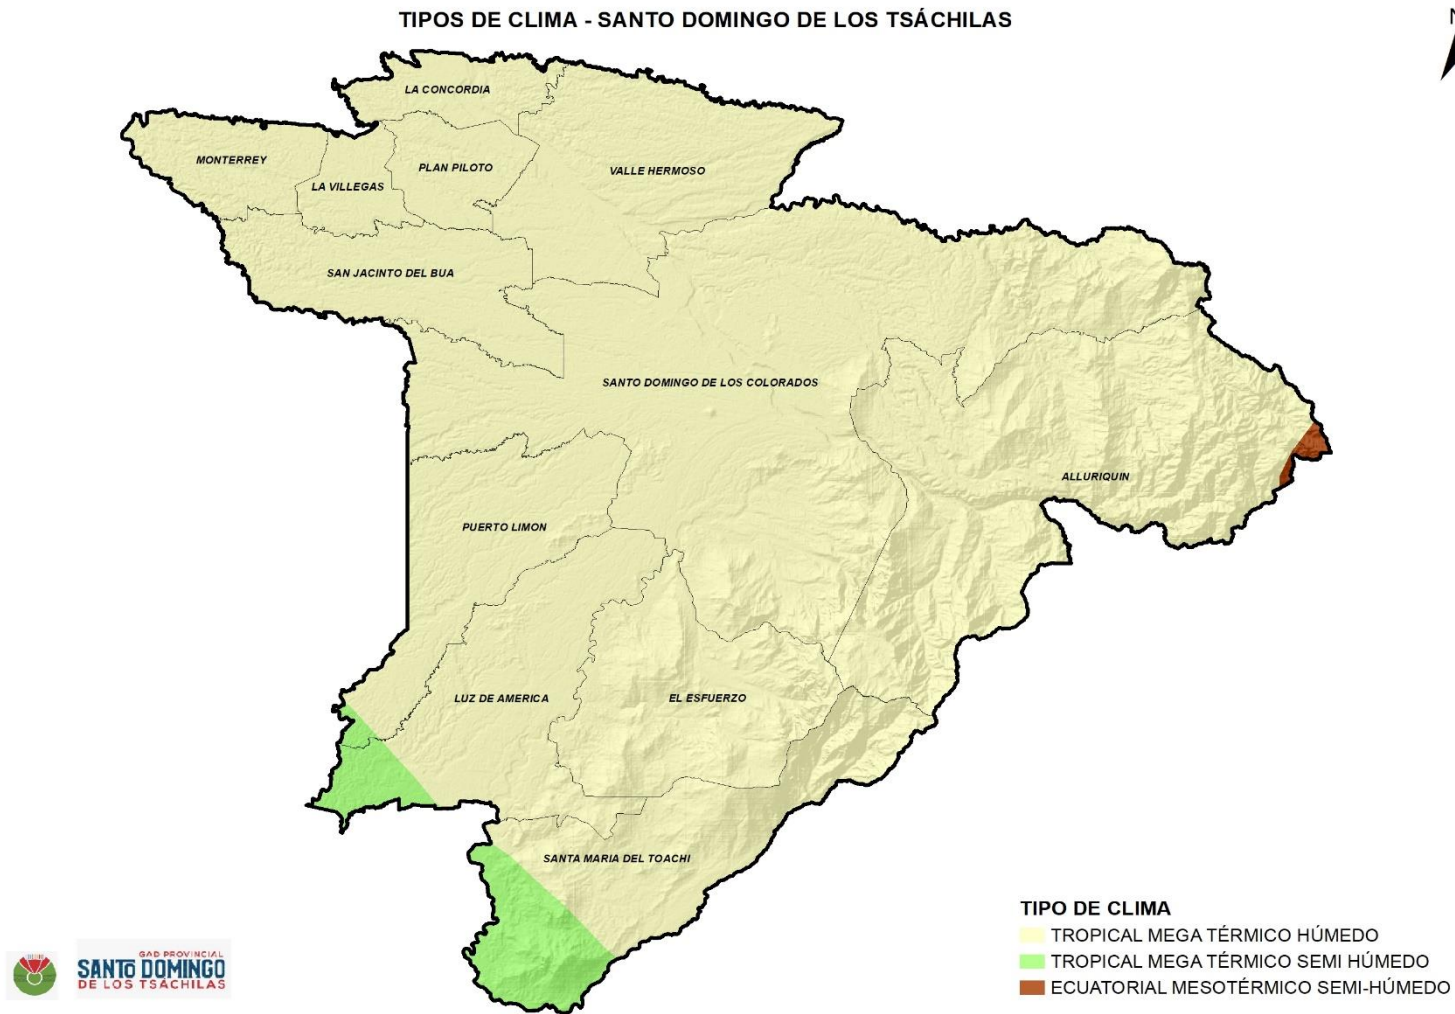 TIPOS DE CLIMA - SANTO DOMINGO DE LOS TSÁCHILAS
N
LA CONCORDIA
MONTERREY
LA VILLEGAS
PLAN PILOTO
VALLE HERMOSO
SAN JACINTO DEL BUA
SANTO DOMINGO DE LOS COLORADOS
ALLURIQUIN
PUERTO LIMON
LUZ DE AMERICA
EL ESFUERZO
SANTA MARIA DEL TOACHI
TIPO DE CLIMA
TROPICAL MEGA TÉRMICO HÚMEDO
TROPICAL MEGA TÉRMICO SEMI HÚMEDO
ECUATORIAL MESOTÉRMICO SEMI-HÚMEDO
GAD PROVINCIAL
SANTO DOMINGO
DE LOS TSÁCHILAS